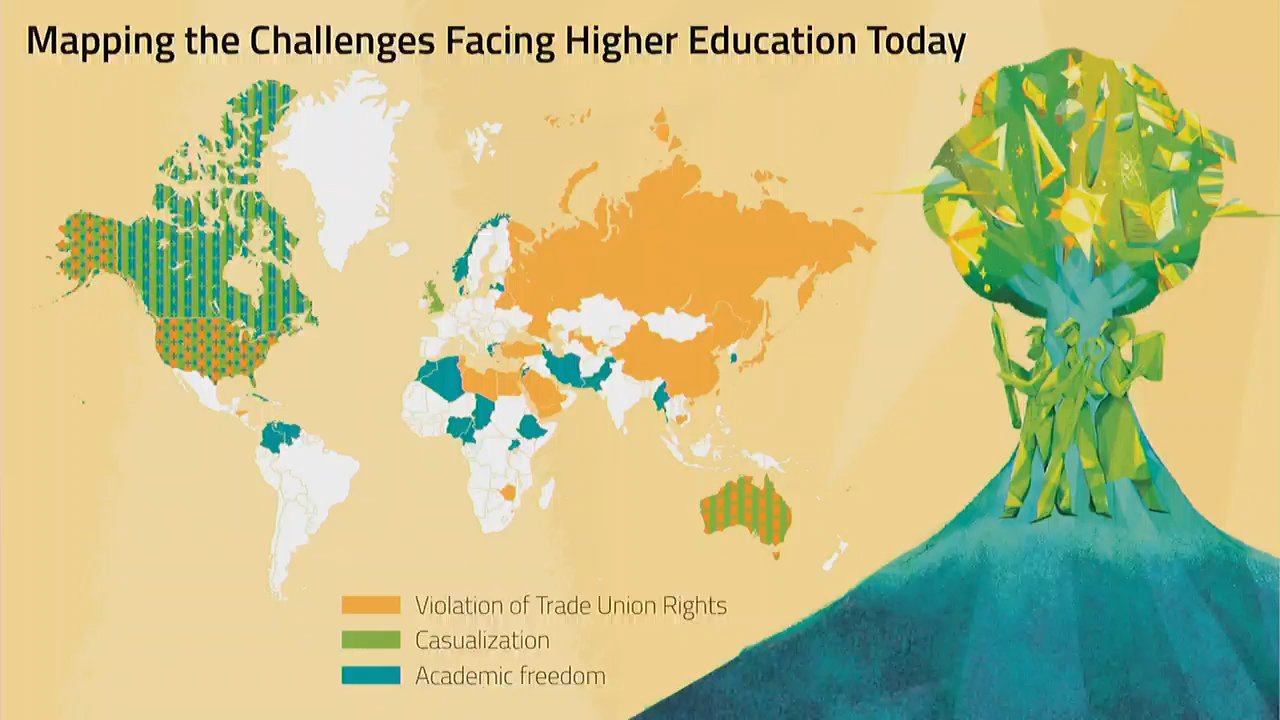 Mapping the Challenges Facing Higher Education Today
Violation of Trade Union Rights
Casualization
Academic freedom